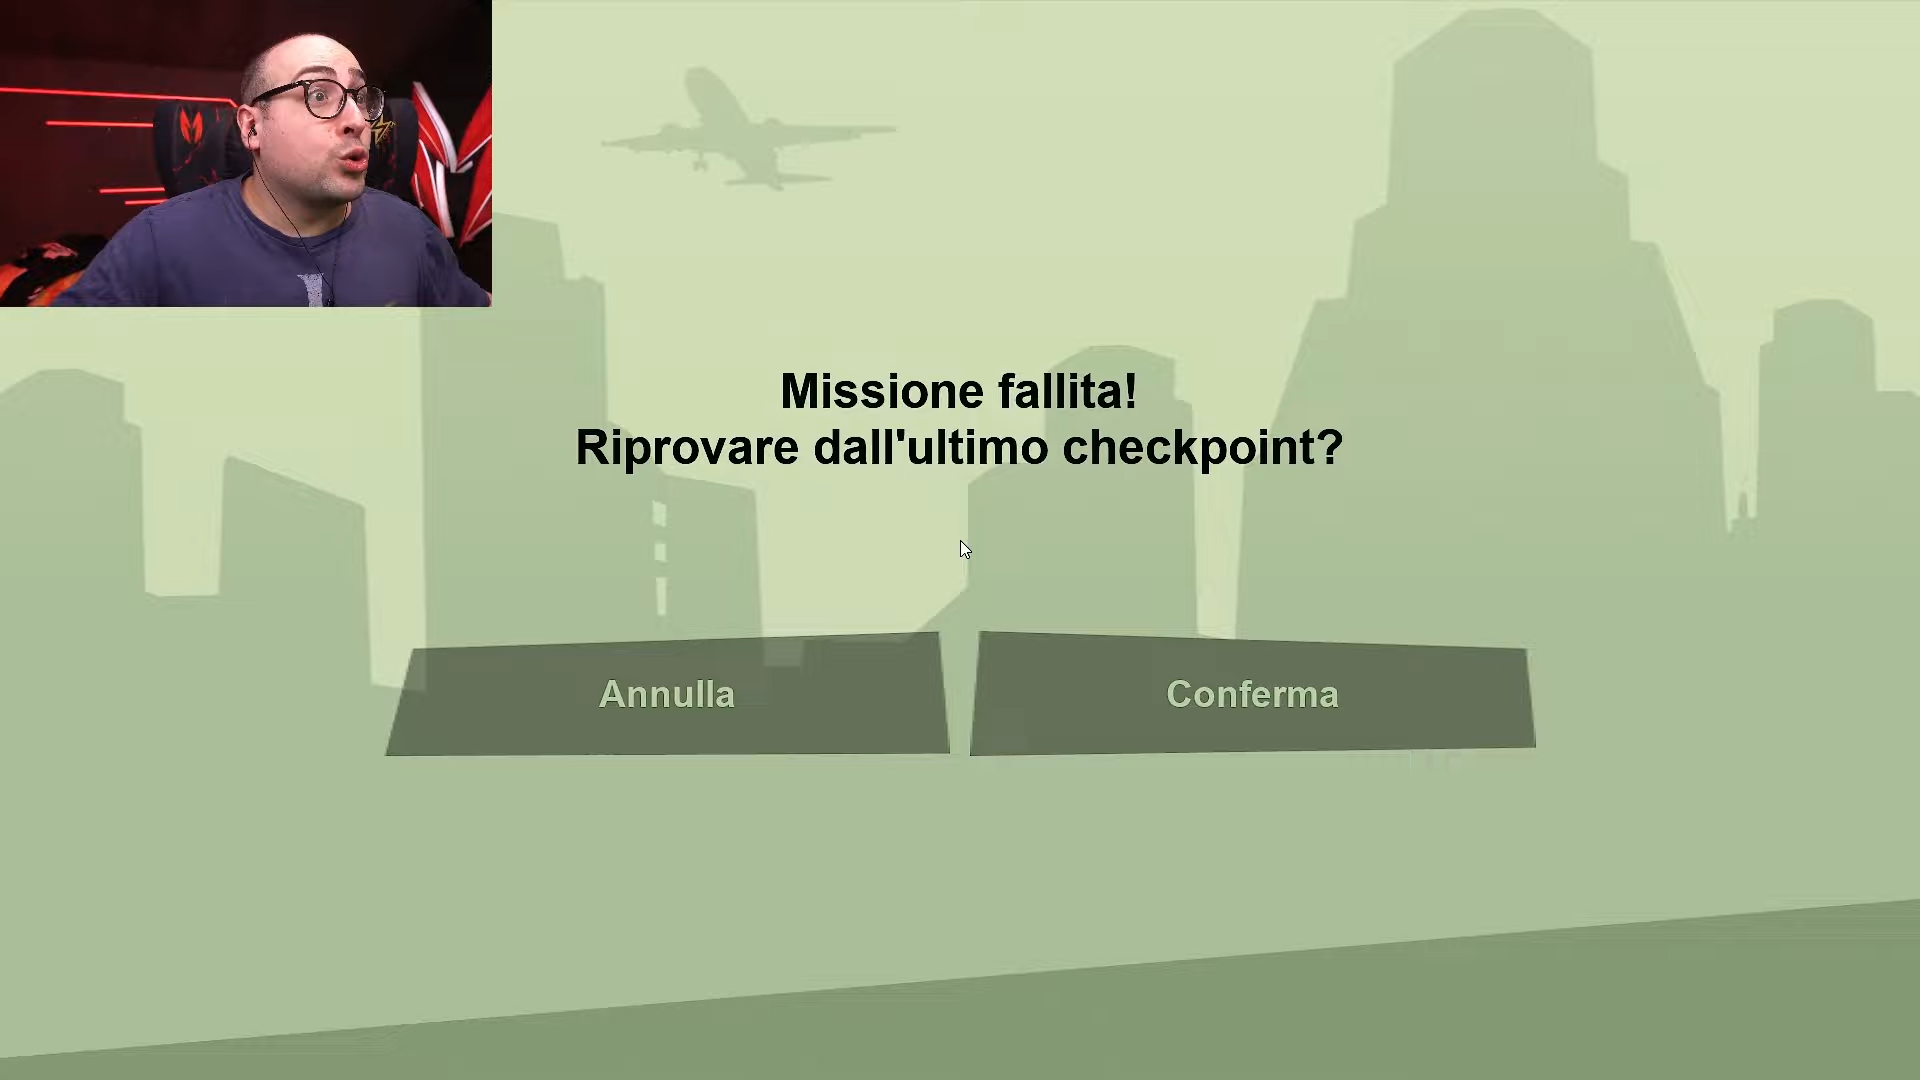 Missione fallita!
Riprovare dall'ultimo checkpoint?
Annulla
Conferma